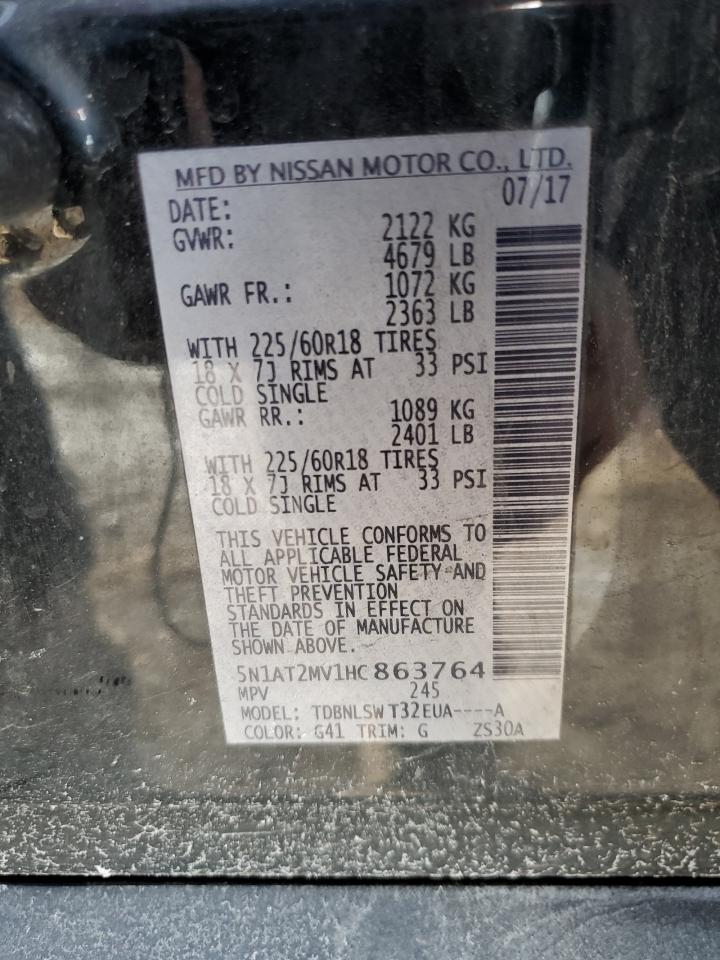 MFD BY NISSAN MOTOR CO., LTD.
DATE: 07/17
GVWR: 2122 KG
4679 LB
GAWR FR.: 1072 KG
2363 LB
WITH 225/60R18 TIRES
18 X 7J RIMS AT 33 PSI
COLD SINGLE
GAWR RR.: 1089 KG
2401 LB
WITH 225/60R18 TIRES
18 X 7J RIMS AT 33 PSI
COLD SINGLE
THIS VEHICLE CONFORMS TO
ALL APPLICABLE FEDERAL
MOTOR VEHICLE SAFETY AND
THEFT PREVENTION
STANDARDS IN EFFECT ON
THE DATE OF MANUFACTURE
SHOWN ABOVE.
5N1AT2MV1HC863764
MPV 245
MODEL: TDBNLSW T32EUA----A
COLOR: G41 TRIM: G ZS30A